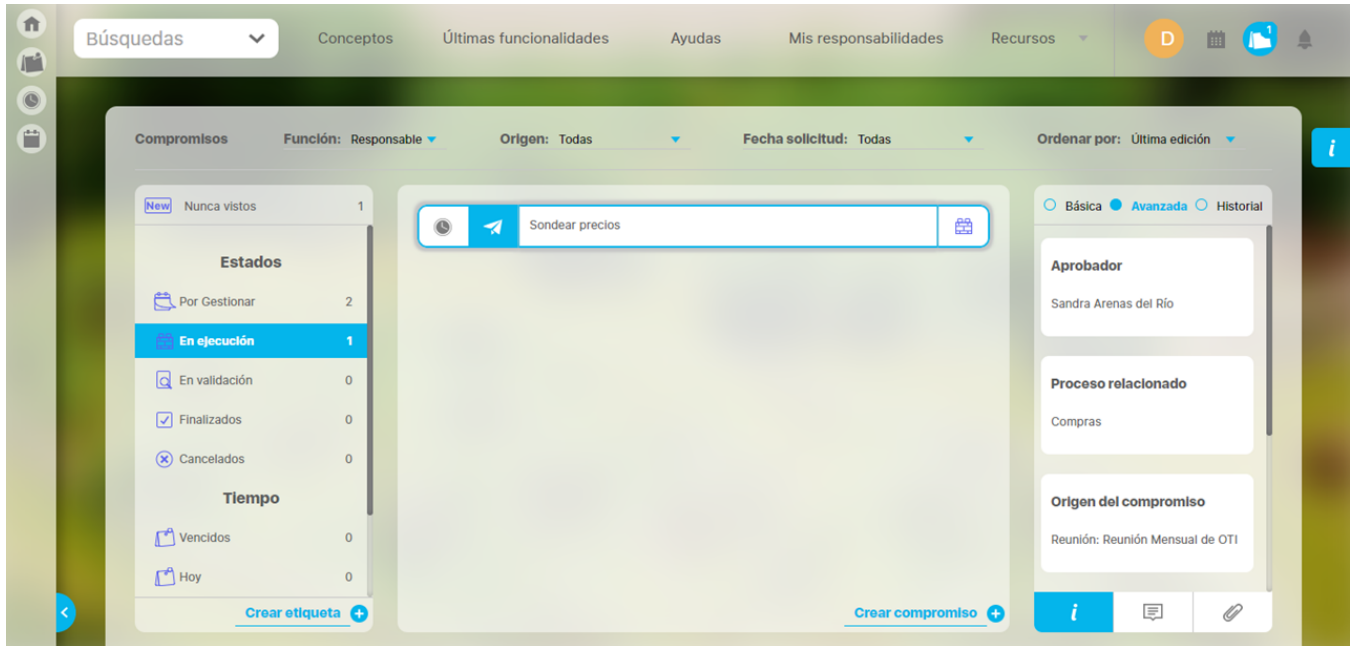 Búsquedas Conceptos Últimas funcionalidades Ayudas Mis responsabilidades Recursos D 1
Compromisos Función: Responsable Origen: Todas Fecha solicitud: Todas Ordenar por: Última edición i
New Nunca vistos 1
Estados
Por Gestionar 2
En ejecución 1
En validación 0
Finalizados 0
Cancelados 0
Tiempo
Vencidos 0
Hoy 0
Crear etiqueta +
Sondear precios
Crear compromiso +
Básica Avanzada Historial
Aprobador
Sandra Arenas del Río
Proceso relacionado
Compras
Origen del compromiso
Reunión: Reunión Mensual de OTI
i